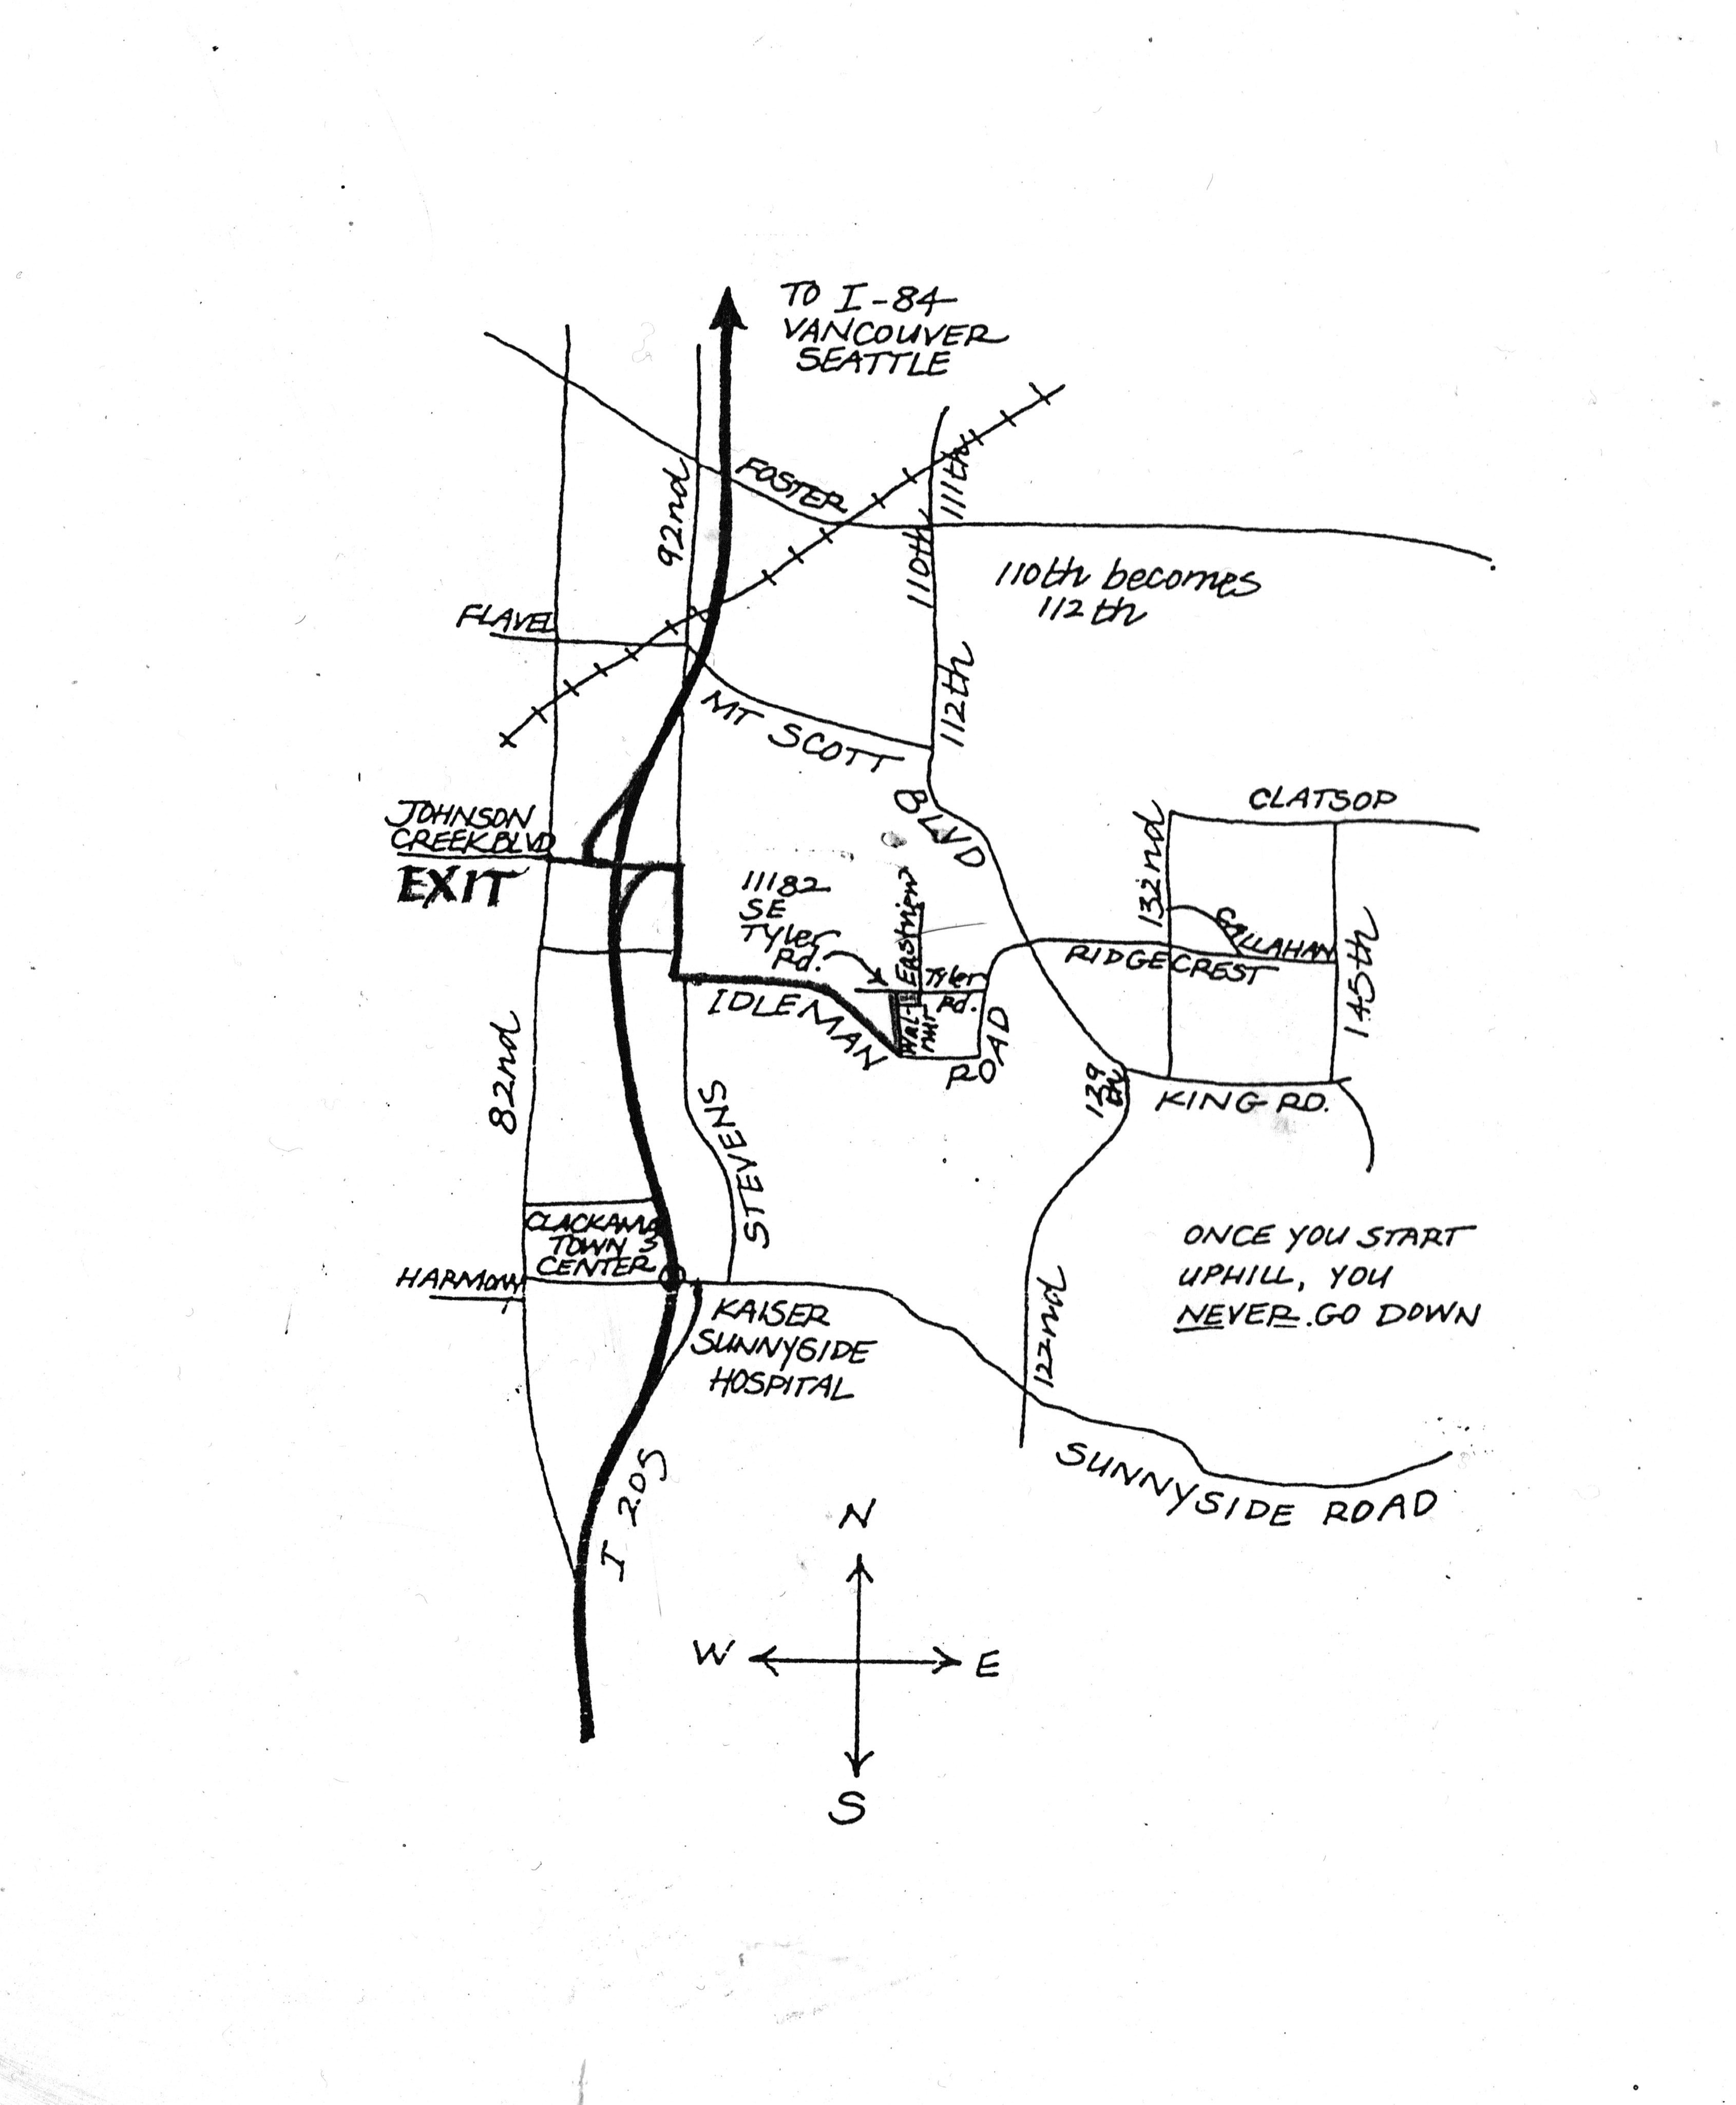 TO I-84
VANCOUVER
SEATTLE
FOSTER
92nd
111th
110th
110th becomes
112th
FLAVEL
112th
MT SCOTT
BLVD
JOHNSON
CREEK BLVD
EXIT
CLATSOP
132nd
11182
SE
Tyler
Rd.
Eastview
Tyler
Rd.
CALLAHAN
RIDGECREST
145th
IDLEMAN
ROAD
82nd
129
th
KING RD.
STEVENS
CLACKAMAS
TOWN
CENTER
HARMONY
ONCE YOU START
UPHILL, YOU
NEVER GO DOWN
KAISER
SUNNYSIDE
HOSPITAL
122nd
I 205
SUNNYSIDE ROAD
N
W
E
S